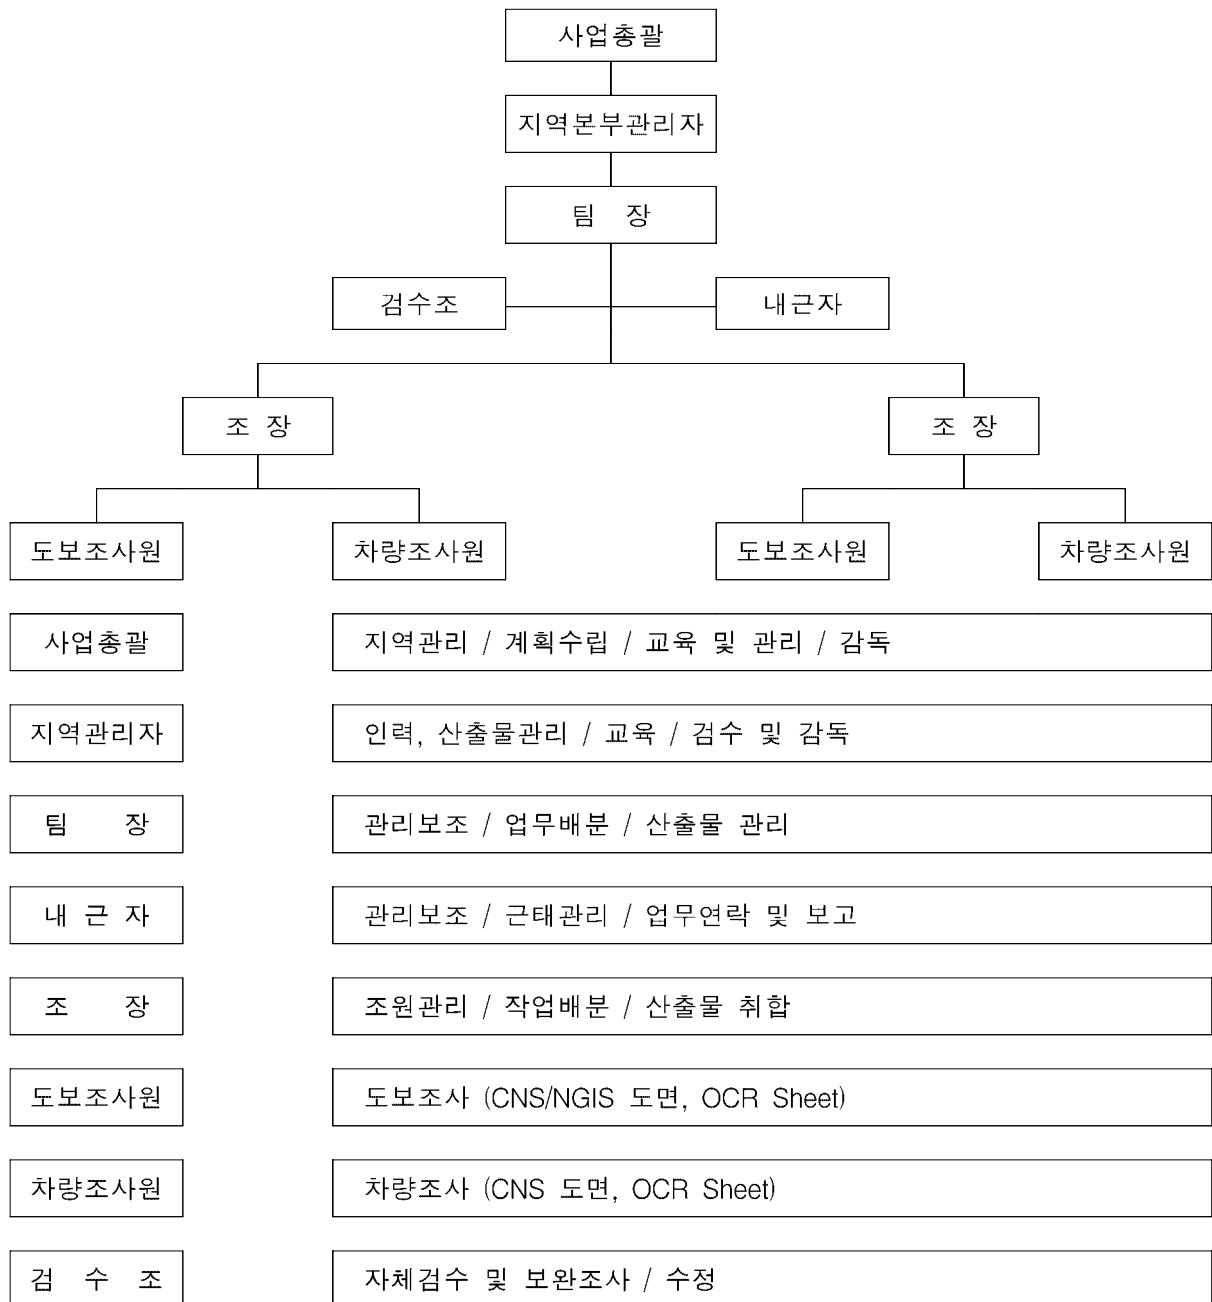 사업총괄
지역본부관리자
팀 장
검수조 내근자
조 장 조 장
도보조사원 차량조사원 도보조사원 차량조사원
사업총괄 지역관리 / 계획수립 / 교육 및 관리 / 감독
지역관리자 인력, 산출물관리 / 교육 / 검수 및 감독
팀 장 관리보조 / 업무배분 / 산출물 관리
내 근 자 관리보조 / 근태관리 / 업무연락 및 보고
조 장 조원관리 / 작업배분 / 산출물 취합
도보조사원 도보조사 (CNS/NGIS 도면, OCR Sheet)
차량조사원 차량조사 (CNS 도면, OCR Sheet)
검 수 조 자체검수 및 보완조사 / 수정